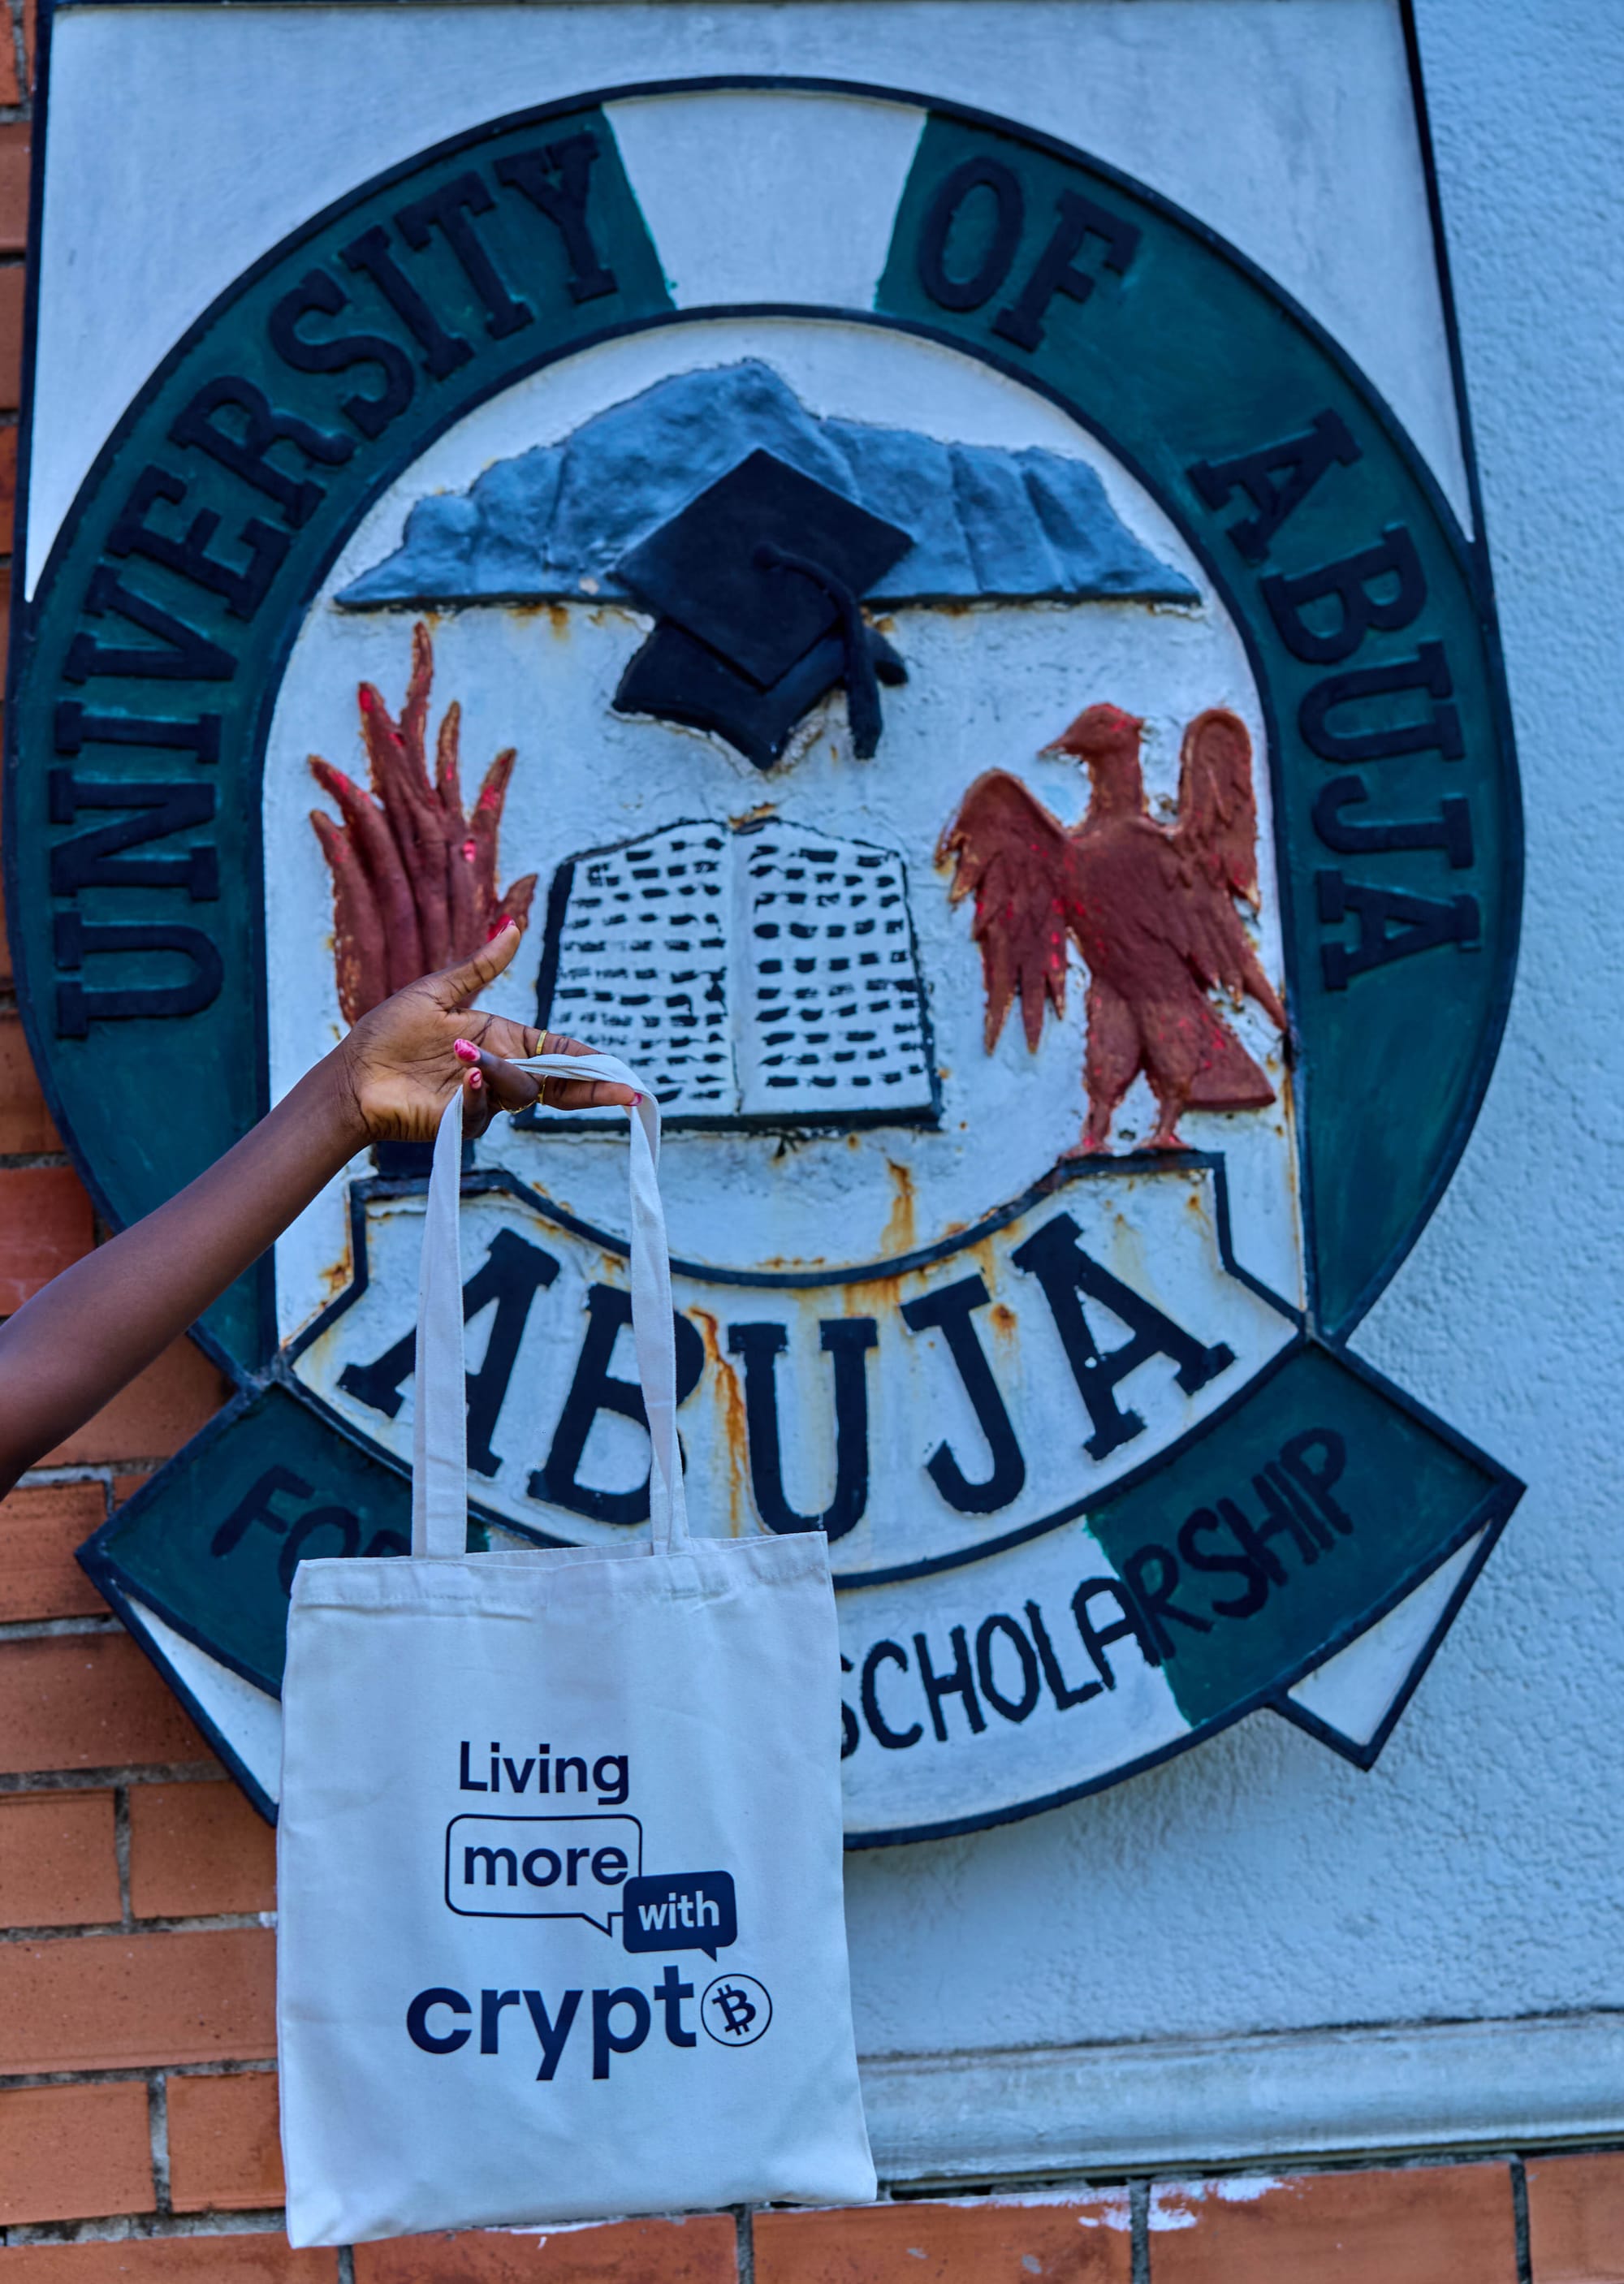 UNIVERSITY OF ABUJA
ABUJA
SCHOLARSHIP
Living
more
with
crypto